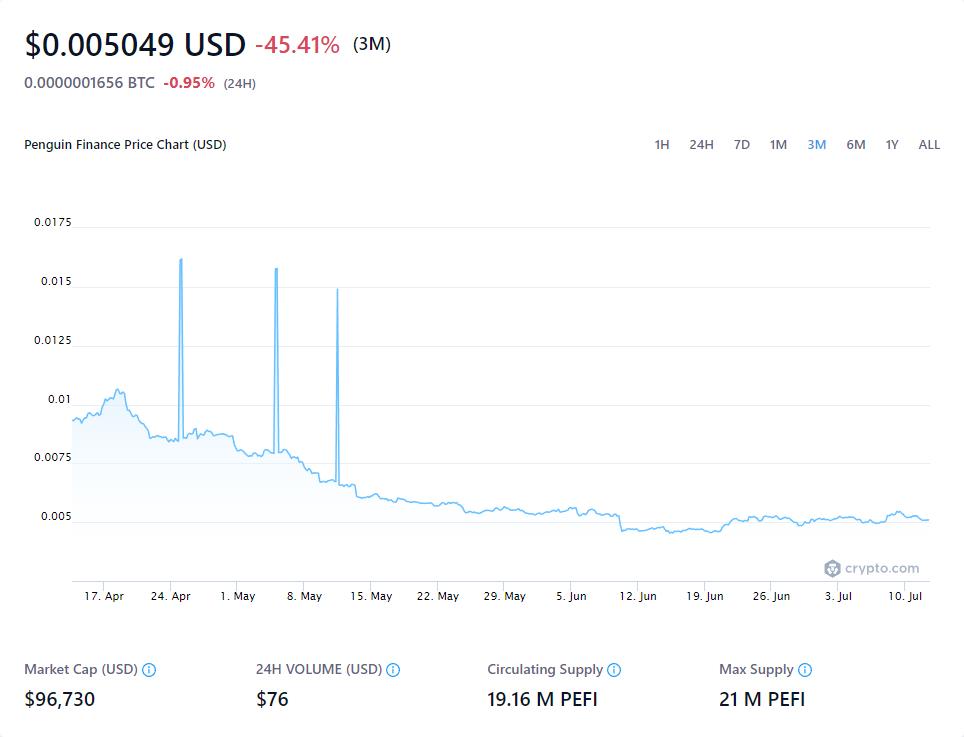 $0.005049 USD -45.41% (3M)
0.0000001656 BTC -0.95% (24H)
Penguin Finance Price Chart (USD) 1H 24H 7D 1M 3M 6M 1Y ALL
0.0175
0.015
0.0125
0.01
0.0075
0.005
crypto.com
17. Apr 24. Apr 1. May 8. May 15. May 22. May 29. May 5. Jun 12. Jun 19. Jun 26. Jun 3. Jul 10. Jul
Market Cap (USD) 24H VOLUME (USD) Circulating Supply Max Supply
$96,730 $76 19.16 M PEFI 21 M PEFI